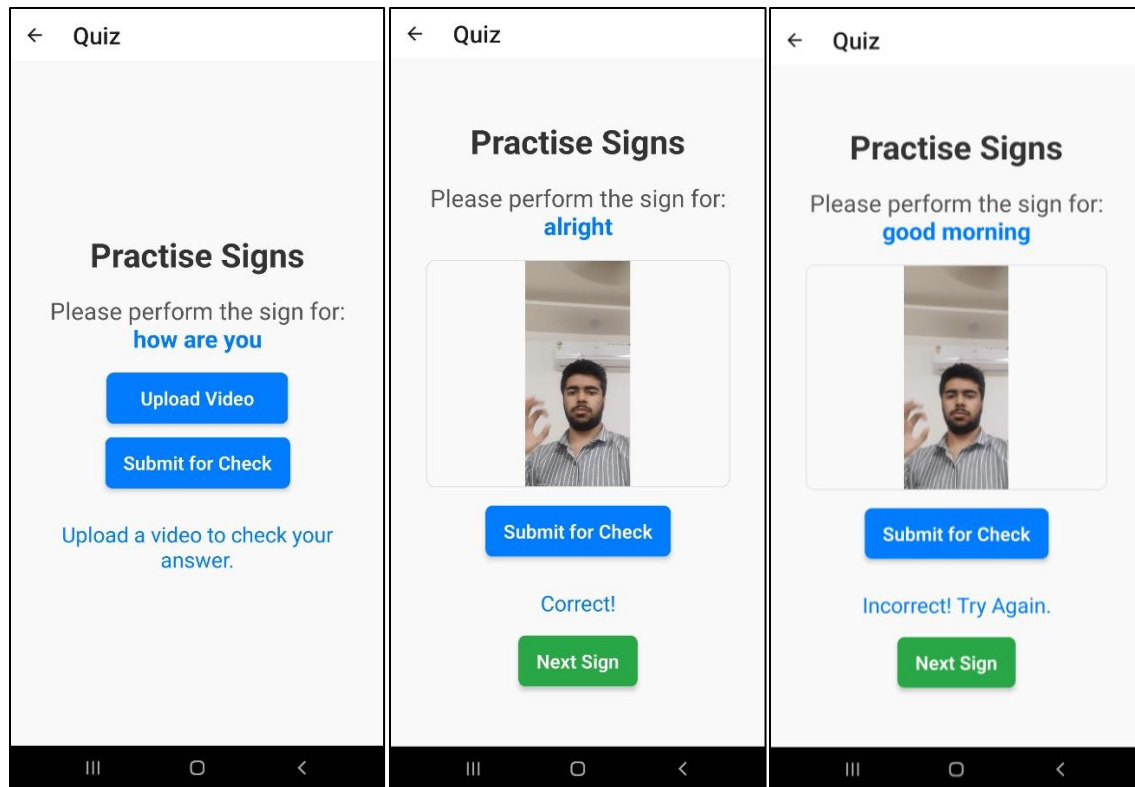 Quiz
Practise Signs
Please perform the sign for:
how are you
Upload Video
Submit for Check
Upload a video to check your
answer.
Quiz
Practise Signs
Please perform the sign for:
alright
Submit for Check
Correct!
Next Sign
Quiz
Practise Signs
Please perform the sign for:
good morning
Submit for Check
Incorrect! Try Again.
Next Sign